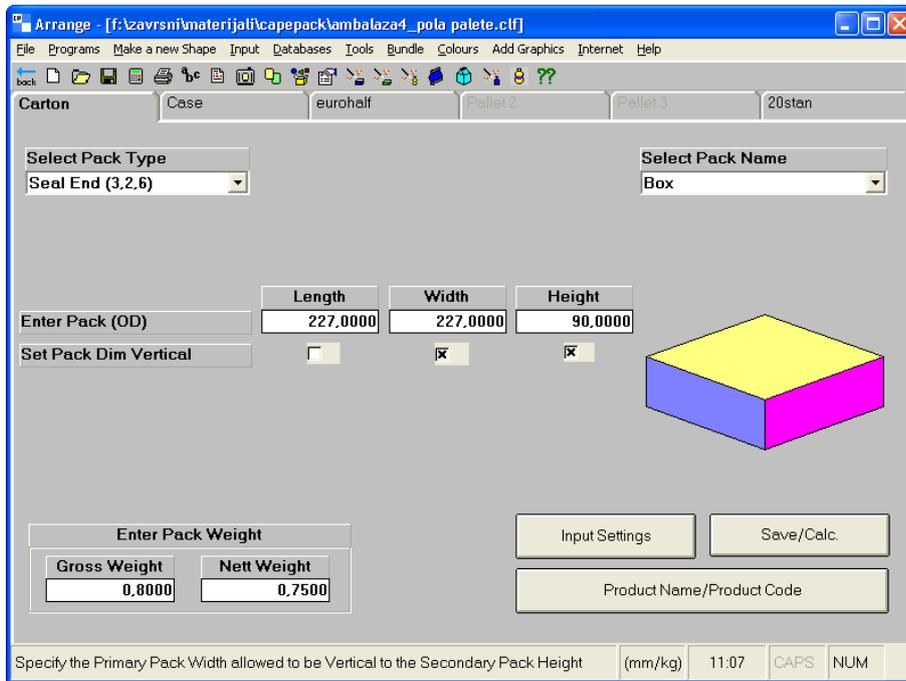 Arrange - [f:\zavrsni\materijali\capepack\ambalaza4_pola palete.clf]
File Programs Make a new Shape Input Databases Tools Bundle Colours Add Graphics Internet Help
back abc ??
Carton Case eurohalf Pallet 2 Pallet 3 20stan
Select Pack Type Select Pack Name
Seal End (3,2,6) Box
Length Width Height
Enter Pack (OD) 227,0000 227,0000 90,0000
Set Pack Dim Vertical
Enter Pack Weight
Input Settings Save/Calc.
Gross Weight Nett Weight
0,8000 0,7500
Product Name/Product Code
Specify the Primary Pack Width allowed to be Vertical to the Secondary Pack Height (mm/kg) 11:07 CAPS NUM